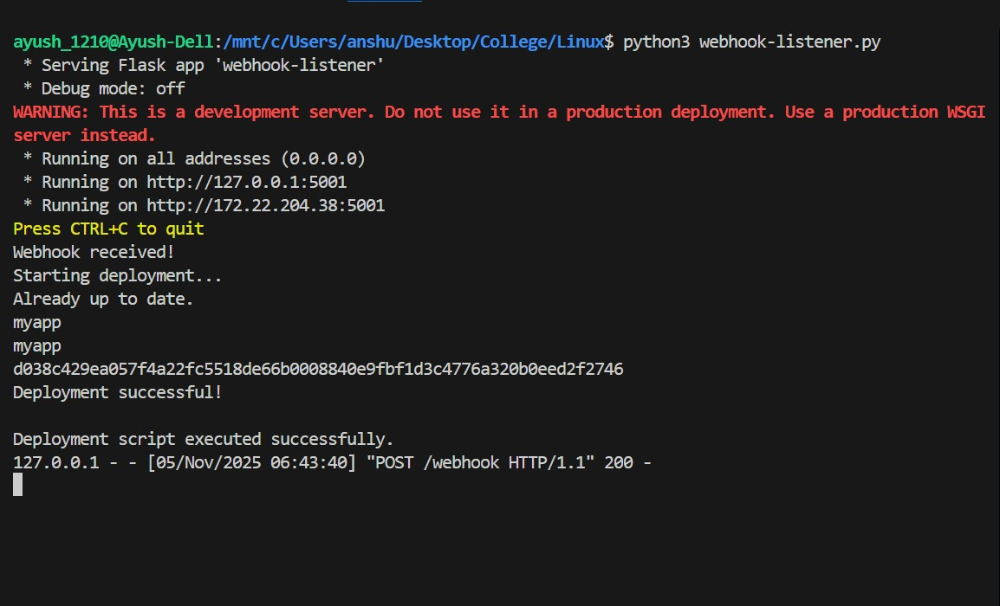 ayush_1210@Ayush-Dell:/mnt/c/Users/anshu/Desktop/College/Linux$ python3 webhook-listener.py
 * Serving Flask app 'webhook-listener'
 * Debug mode: off
WARNING: This is a development server. Do not use it in a production deployment. Use a production WSGI
server instead.
 * Running on all addresses (0.0.0.0)
 * Running on http://127.0.0.1:5001
 * Running on http://172.22.204.38:5001
Press CTRL+C to quit
Webhook received!
Starting deployment...
Already up to date.
myapp
myapp
d038c429ea057f4a22fc5518de66b0008840e9fbf1d3c4776a320b0eed2f2746
Deployment successful!
Deployment script executed successfully.
127.0.0.1 - - [05/Nov/2025 06:43:40] "POST /webhook HTTP/1.1" 200 -